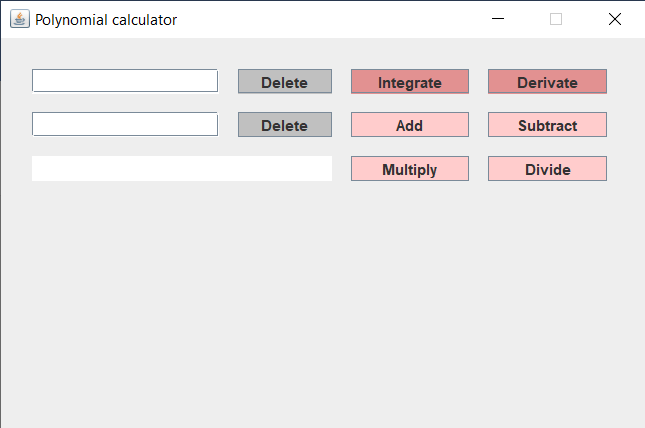 Polynomial calculator
Delete Integrate Derivate
Delete Add Subtract
Multiply Divide